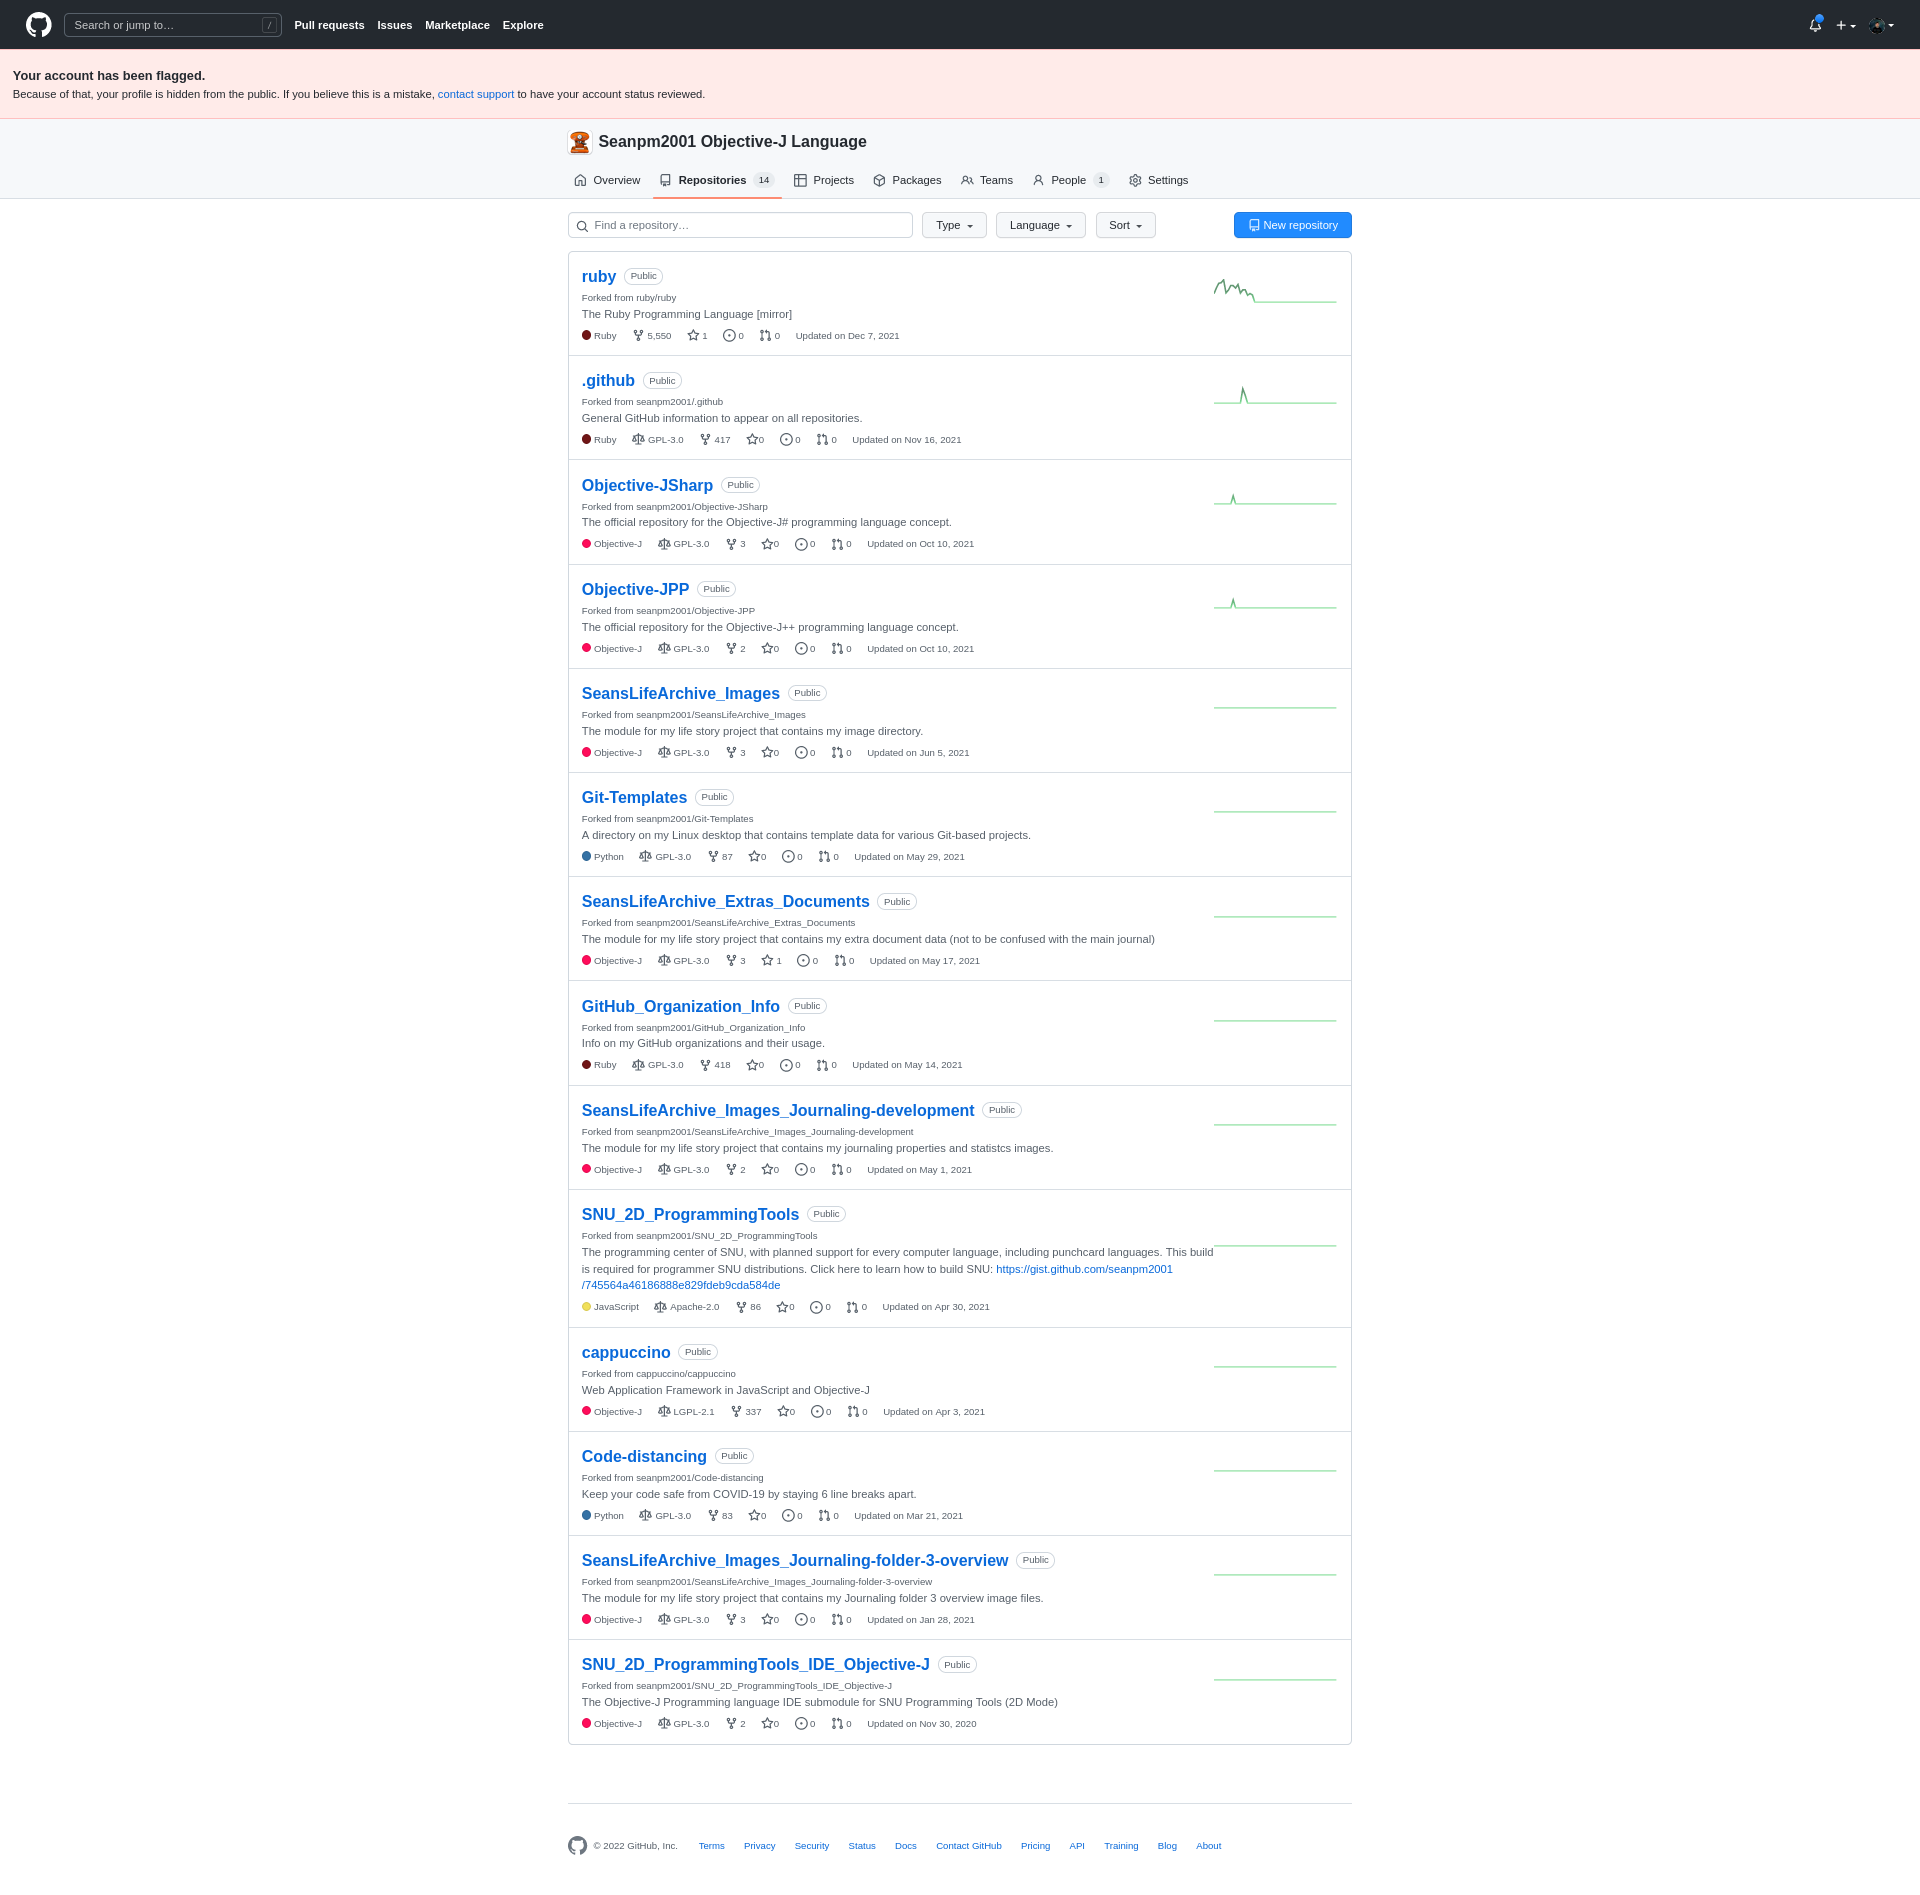 Search or jump to… /
Pull requests Issues Marketplace Explore
Your account has been flagged.
Because of that, your profile is hidden from the public. If you believe this is a mistake, contact support to have your account status reviewed.
Seanpm2001 Objective-J Language
Overview Repositories 14 Projects Packages Teams People 1 Settings
Find a repository… Type Language Sort New repository
ruby Public
Forked from ruby/ruby
The Ruby Programming Language [mirror]
Ruby 5,550 1 0 0 Updated on Dec 7, 2021
.github Public
Forked from seanpm2001/.github
General GitHub information to appear on all repositories.
Ruby GPL-3.0 417 0 0 0 Updated on Nov 16, 2021
Objective-JSharp Public
Forked from seanpm2001/Objective-JSharp
The official repository for the Objective-J# programming language concept.
Objective-J GPL-3.0 3 0 0 0 Updated on Oct 10, 2021
Objective-JPP Public
Forked from seanpm2001/Objective-JPP
The official repository for the Objective-J++ programming language concept.
Objective-J GPL-3.0 2 0 0 0 Updated on Oct 10, 2021
SeansLifeArchive_Images Public
Forked from seanpm2001/SeansLifeArchive_Images
The module for my life story project that contains my image directory.
Objective-J GPL-3.0 3 0 0 0 Updated on Jun 5, 2021
Git-Templates Public
Forked from seanpm2001/Git-Templates
A directory on my Linux desktop that contains template data for various Git-based projects.
Python GPL-3.0 87 0 0 0 Updated on May 29, 2021
SeansLifeArchive_Extras_Documents Public
Forked from seanpm2001/SeansLifeArchive_Extras_Documents
The module for my life story project that contains my extra document data (not to be confused with the main journal)
Objective-J GPL-3.0 3 1 0 0 Updated on May 17, 2021
GitHub_Organization_Info Public
Forked from seanpm2001/GitHub_Organization_Info
Info on my GitHub organizations and their usage.
Ruby GPL-3.0 418 0 0 0 Updated on May 14, 2021
SeansLifeArchive_Images_Journaling-development Public
Forked from seanpm2001/SeansLifeArchive_Images_Journaling-development
The module for my life story project that contains my journaling properties and statistcs images.
Objective-J GPL-3.0 2 0 0 0 Updated on May 1, 2021
SNU_2D_ProgrammingTools Public
Forked from seanpm2001/SNU_2D_ProgrammingTools
The programming center of SNU, with planned support for every computer language, including punchcard languages. This build
is required for programmer SNU distributions. Click here to learn how to build SNU: https://gist.github.com/seanpm2001
/745564a46186888e829fdeb9cda584de
JavaScript Apache-2.0 86 0 0 0 Updated on Apr 30, 2021
cappuccino Public
Forked from cappuccino/cappuccino
Web Application Framework in JavaScript and Objective-J
Objective-J LGPL-2.1 337 0 0 0 Updated on Apr 3, 2021
Code-distancing Public
Forked from seanpm2001/Code-distancing
Keep your code safe from COVID-19 by staying 6 line breaks apart.
Python GPL-3.0 83 0 0 0 Updated on Mar 21, 2021
SeansLifeArchive_Images_Journaling-folder-3-overview Public
Forked from seanpm2001/SeansLifeArchive_Images_Journaling-folder-3-overview
The module for my life story project that contains my Journaling folder 3 overview image files.
Objective-J GPL-3.0 3 0 0 0 Updated on Jan 28, 2021
SNU_2D_ProgrammingTools_IDE_Objective-J Public
Forked from seanpm2001/SNU_2D_ProgrammingTools_IDE_Objective-J
The Objective-J Programming language IDE submodule for SNU Programming Tools (2D Mode)
Objective-J GPL-3.0 2 0 0 0 Updated on Nov 30, 2020
© 2022 GitHub, Inc. Terms Privacy Security Status Docs Contact GitHub Pricing API Training Blog About